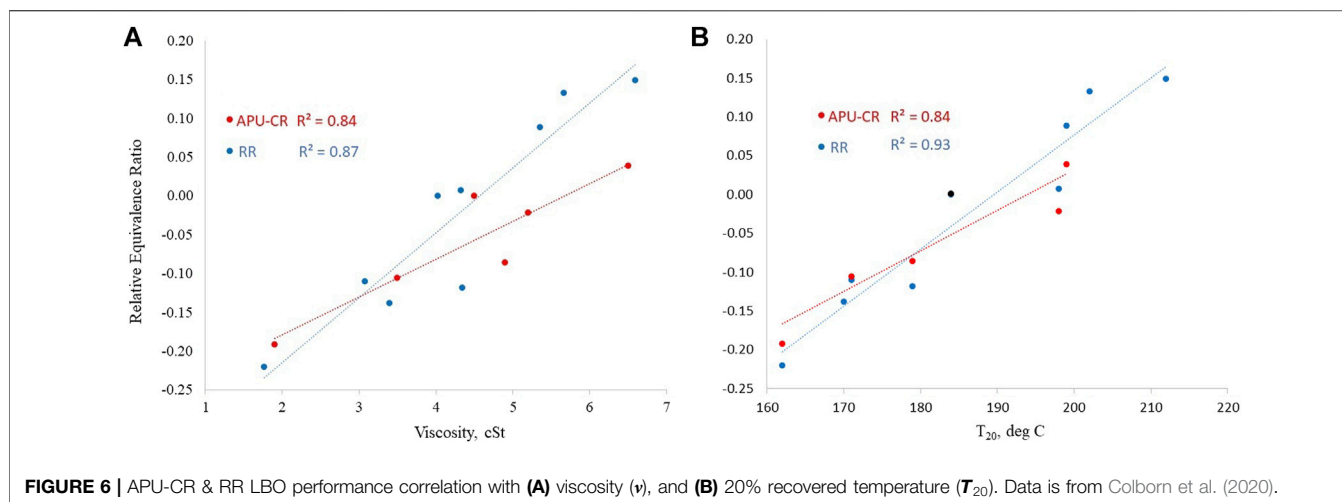 A
0.20
0.15
0.10
0.05
0.00
-0.05
-0.10
-0.15
-0.20
-0.25
Relative Equivalence Ratio
APU-CR R² = 0.84
RR R² = 0.87
1 2 3 4 5 6 7
Viscosity, cSt
B
0.20
0.15
0.10
0.05
0.00
-0.05
-0.10
-0.15
-0.20
-0.25
APU-CR R² = 0.84
RR R² = 0.93
160 170 180 190 200 210 220
T₂₀, deg C
FIGURE 6 | APU-CR & RR LBO performance correlation with (A) viscosity (ν), and (B) 20% recovered temperature (T₂₀). Data is from Colborn et al. (2020).